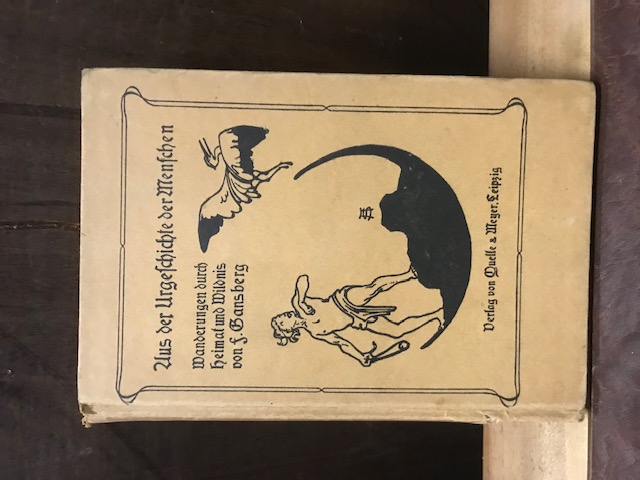 Aus der Urgeſchichte der Menſchen
Wanderungen durch
Heimat und Wildnis
von F. Gansberg
Verlag von Quelle & Meyer, Leipzig